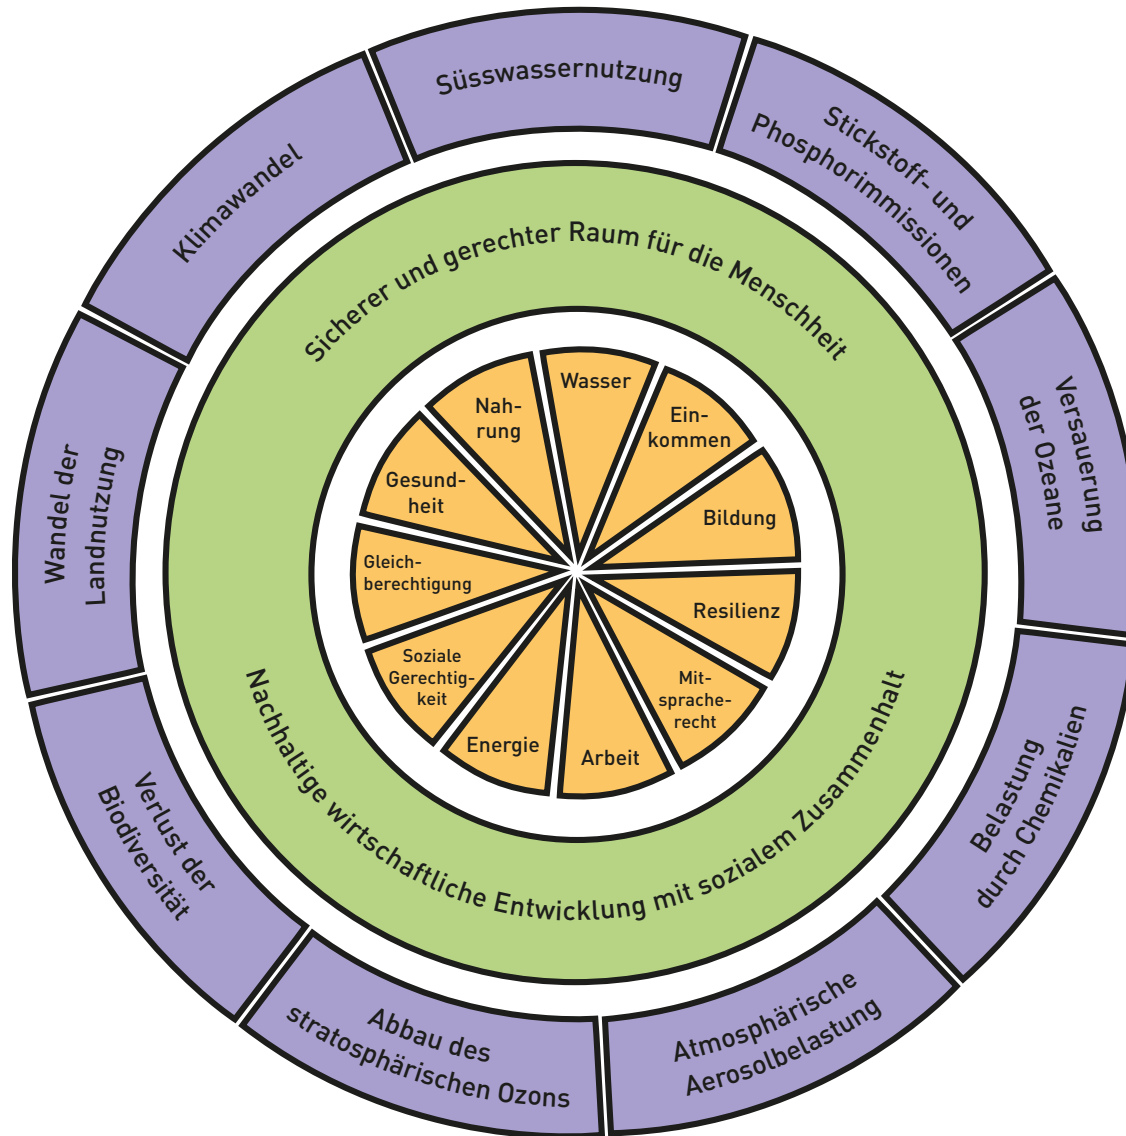 Süsswassernutzung
Stickstoff- und
Phosphorimmissionen
Versauerung
der Ozeane
Belastung
durch Chemikalien
Atmosphärische
Aerosolbelastung
Abbau des
stratosphärischen Ozons
Verlust der
Biodiversität
Wandel der
Landnutzung
Klimawandel
Sicherer und gerechter Raum für die Menschheit
Nachhaltige wirtschaftliche Entwicklung mit sozialem Zusammenhalt
Wasser
Ein-
kommen
Bildung
Resilienz
Mit-
sprache-
recht
Arbeit
Energie
Soziale
Gerechtig-
keit
Gleich-
berechtigung
Gesund-
heit
Nah-
rung